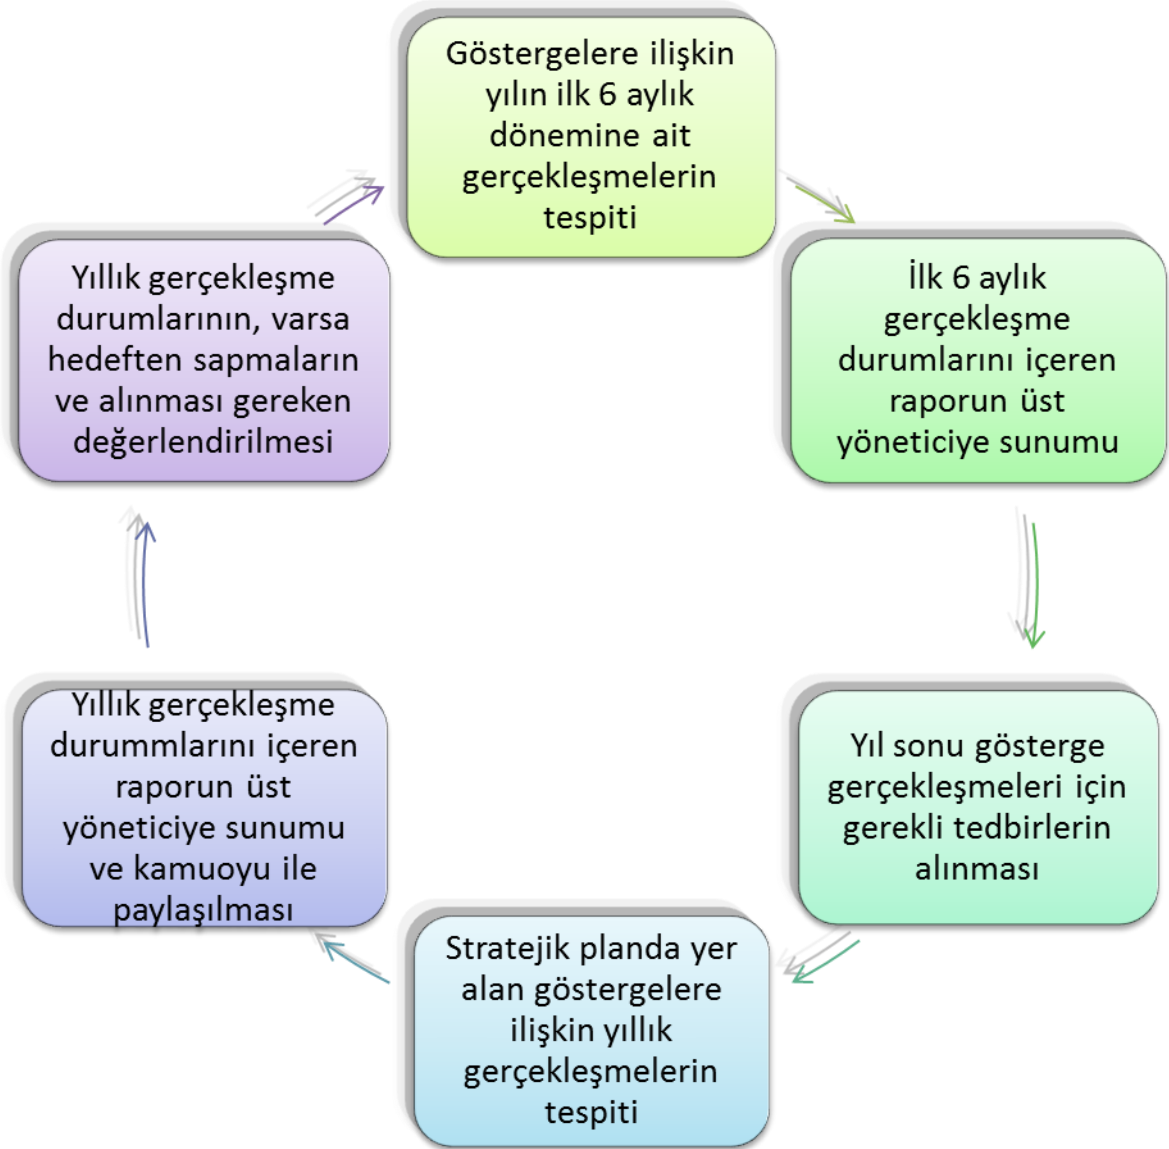 Göstergelere ilişkin
yılın ilk 6 aylık
dönemine ait
gerçekleşmelerin
tespiti
İlk 6 aylık
gerçekleşme
durumlarını içeren
raporun üst
yöneticiye sunumu
Yıl sonu gösterge
gerçekleşmeleri için
gerekli tedbirlerin
alınması
Stratejik planda yer
alan göstergelere
ilişkin yıllık
gerçekleşmelerin
tespiti
Yıllık gerçekleşme
durummlarını içeren
raporun üst
yöneticiye sunumu
ve kamuoyu ile
paylaşılması
Yıllık gerçekleşme
durumlarının, varsa
hedeften sapmaların
ve alınması gereken
değerlendirilmesi